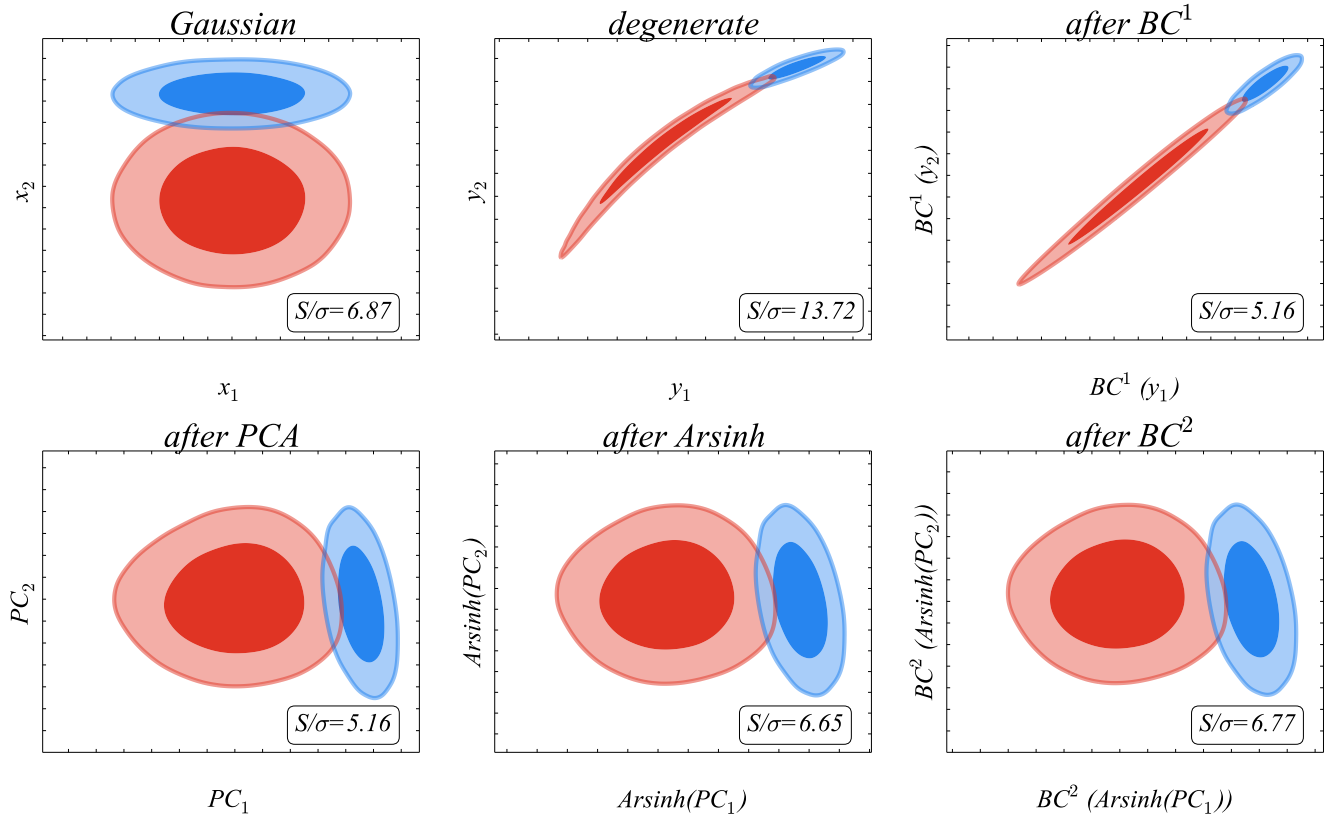 Gaussian
x₂
S/σ=6.87
x₁
degenerate
y₂
S/σ=13.72
y₁
after BC¹
BC¹ (y₂)
S/σ=5.16
BC¹ (y₁)
after PCA
PC₂
S/σ=5.16
PC₁
after Arsinh
Arsinh(PC₂)
S/σ=6.65
Arsinh(PC₁)
after BC²
BC² (Arsinh(PC₂))
S/σ=6.77
BC² (Arsinh(PC₁))